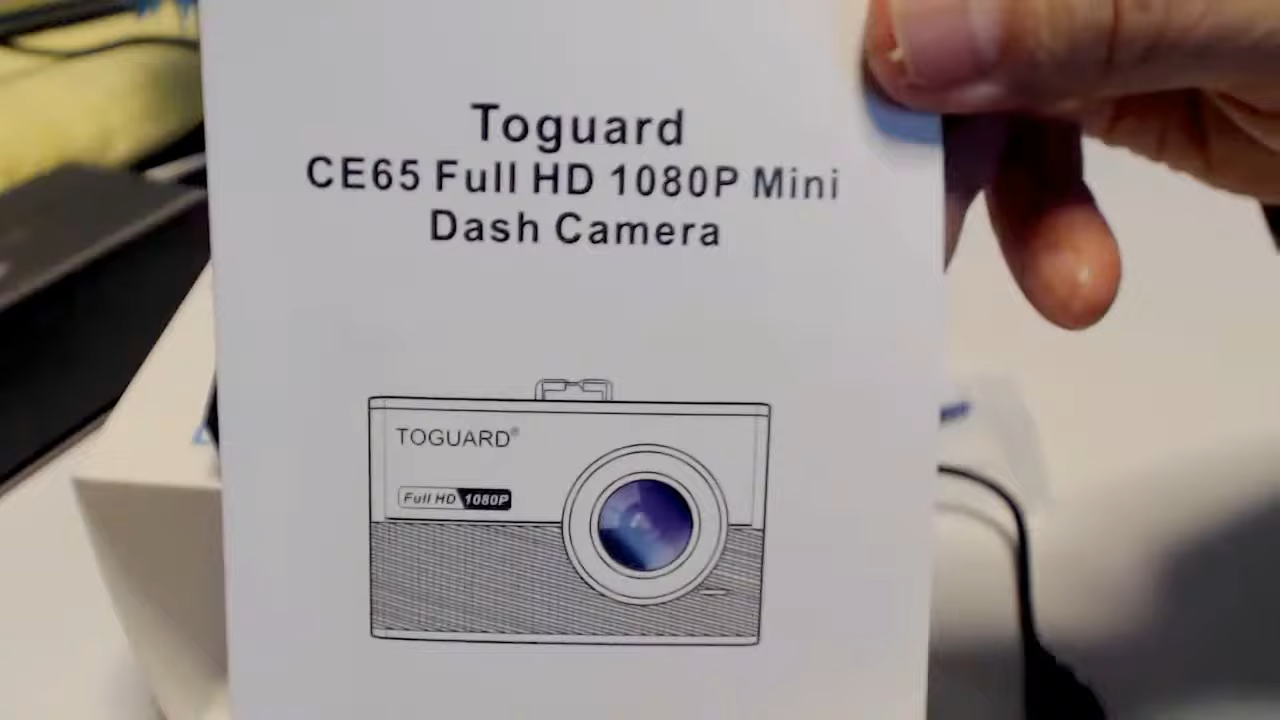 Toguard
CE65 Full HD 1080P Mini
Dash Camera
TOGUARD®
Full HD 1080P